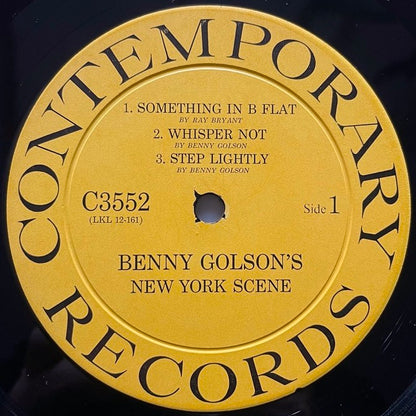 CONTEMPORARY
RECORDS
1. SOMETHING IN B FLAT
BY RAY BRYANT
2. WHISPER NOT
BY BENNY GOLSON
3. STEP LIGHTLY
BY BENNY GOLSON
C3552
(LKL 12-161)
Side 1
BENNY GOLSON'S
NEW YORK SCENE